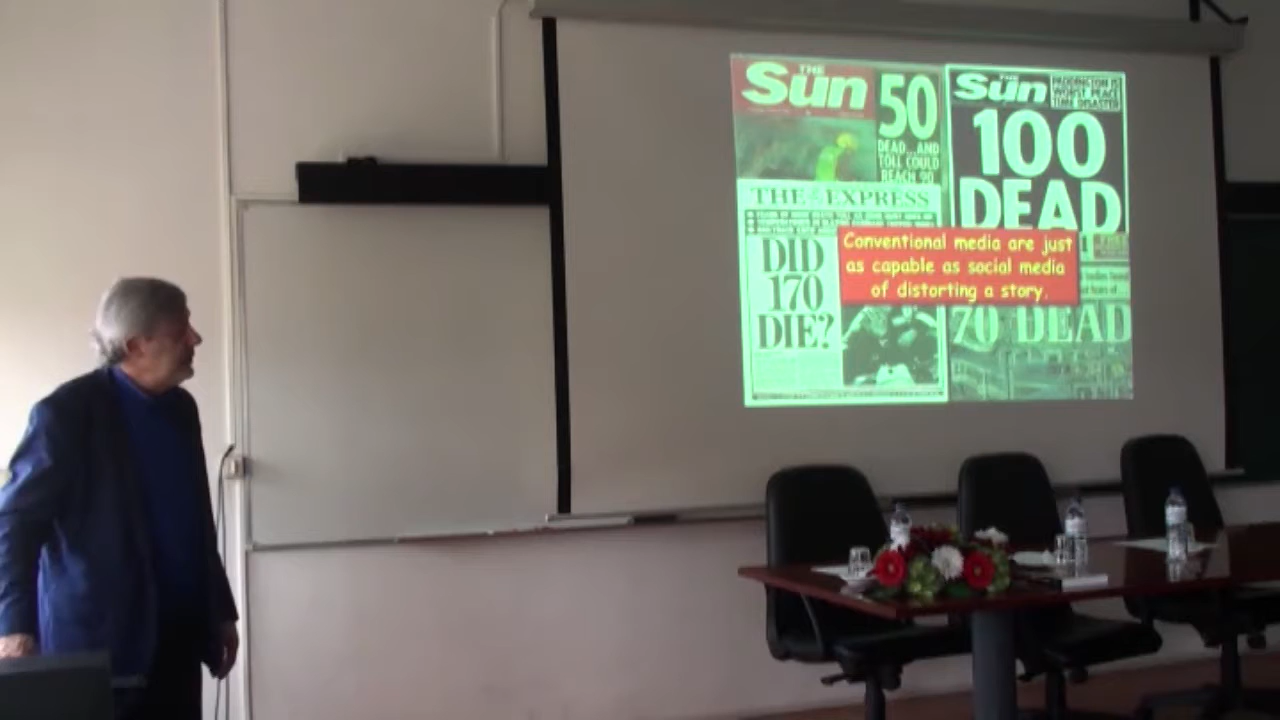 THE
Sun
50
DEAD...AND
TOLL COULD
REACH 90
THE
Sun
PADDINGTON IS
WORST PEACE
TIME DISASTER
100
DEAD
THE EXPRESS
DID
170
DIE?
Conventional media are just
as capable as social media
of distorting a story.
70 DEAD